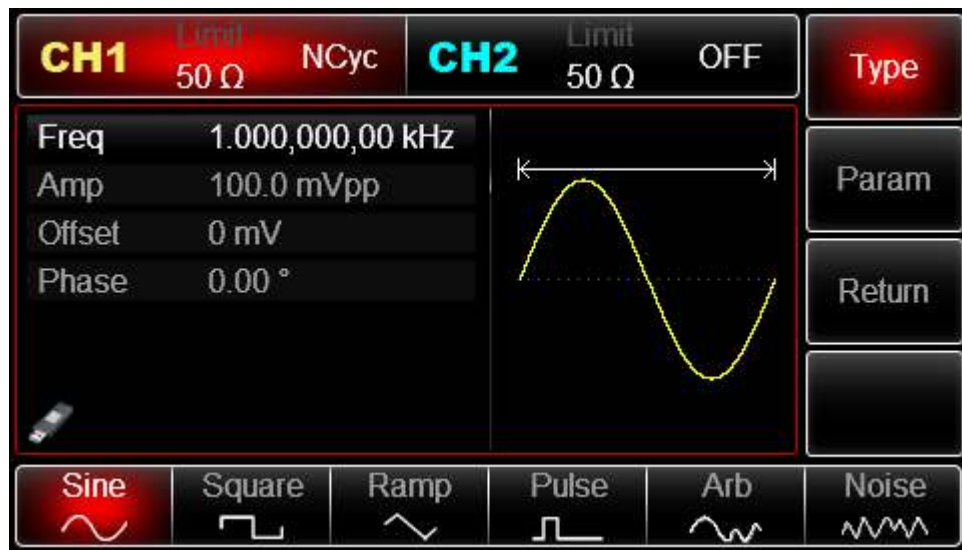 CH1 Limit 50 Ω NCyc CH2 Limit 50 Ω OFF
Type
Freq 1.000,000,00 kHz
Amp 100.0 mVpp
Offset 0 mV
Phase 0.00 °
Param
Return
Sine Square Ramp Pulse Arb Noise